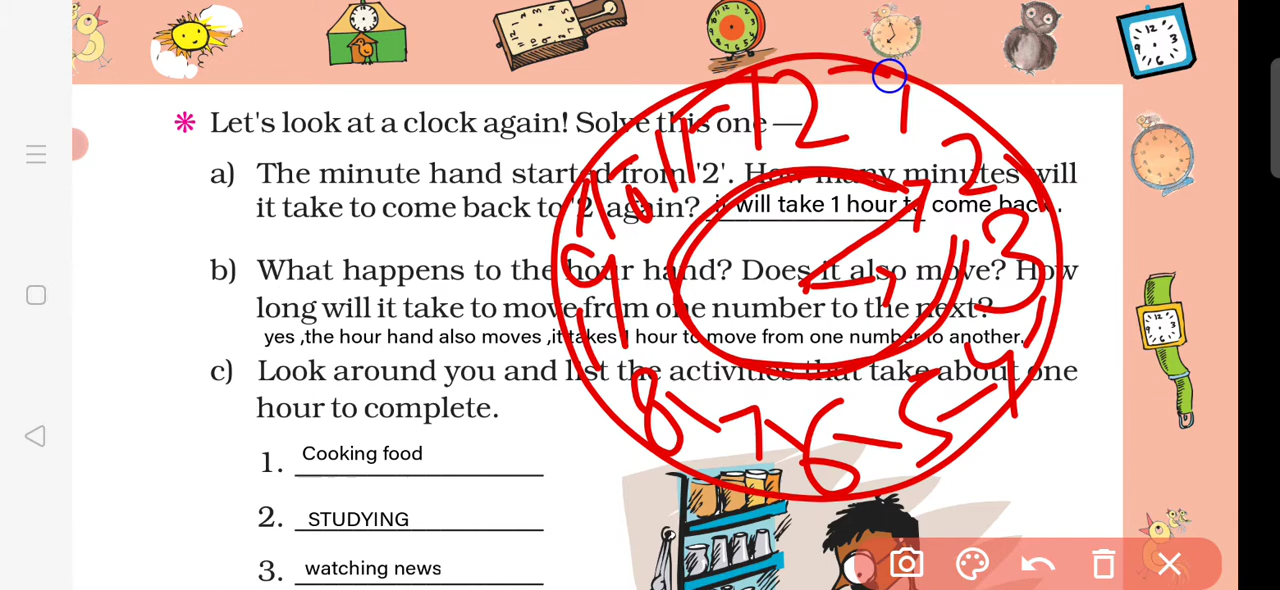 Let's look at a clock again! Solve this one —
a) The minute hand started from '2'. How many minutes will
it take to come back to '2 again? it will take 1 hour to come back .
b) What happens to the hour hand? Does it also move? How
long will it take to move from one number to the next?
yes ,the hour hand also moves ,it takes 1 hour to move from one number to another.
c) Look around you and list the activities that take about one
hour to complete.
1. Cooking food
2. STUDYING
3. watching news
12
1
2
3
4
5
6
7
8
9
10
11